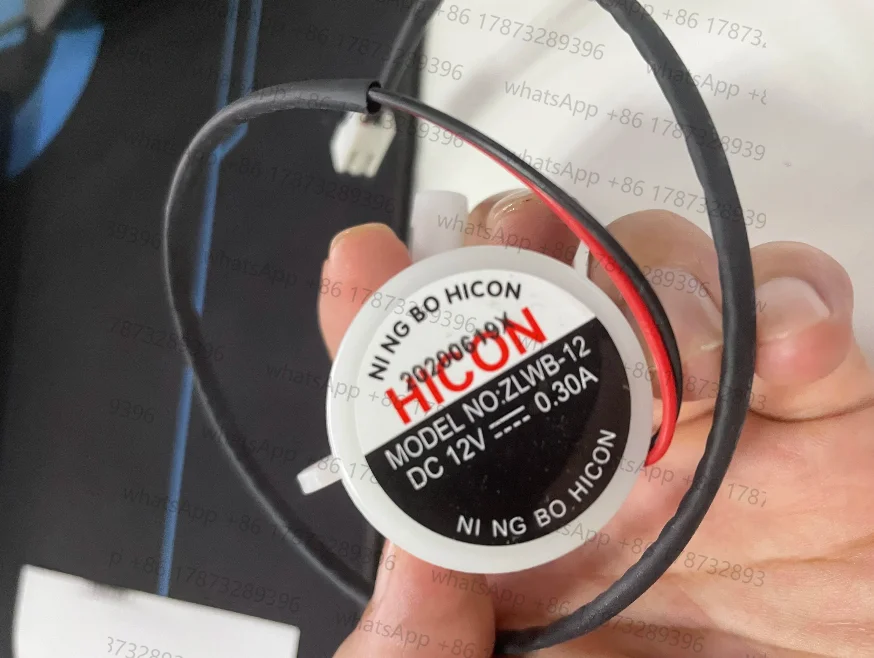 NI NG BO HICON
HICON
MODEL NO:ZLWB-12
DC 12V 0.30A
NI NG BO HICON
whatsApp +86 17873289396